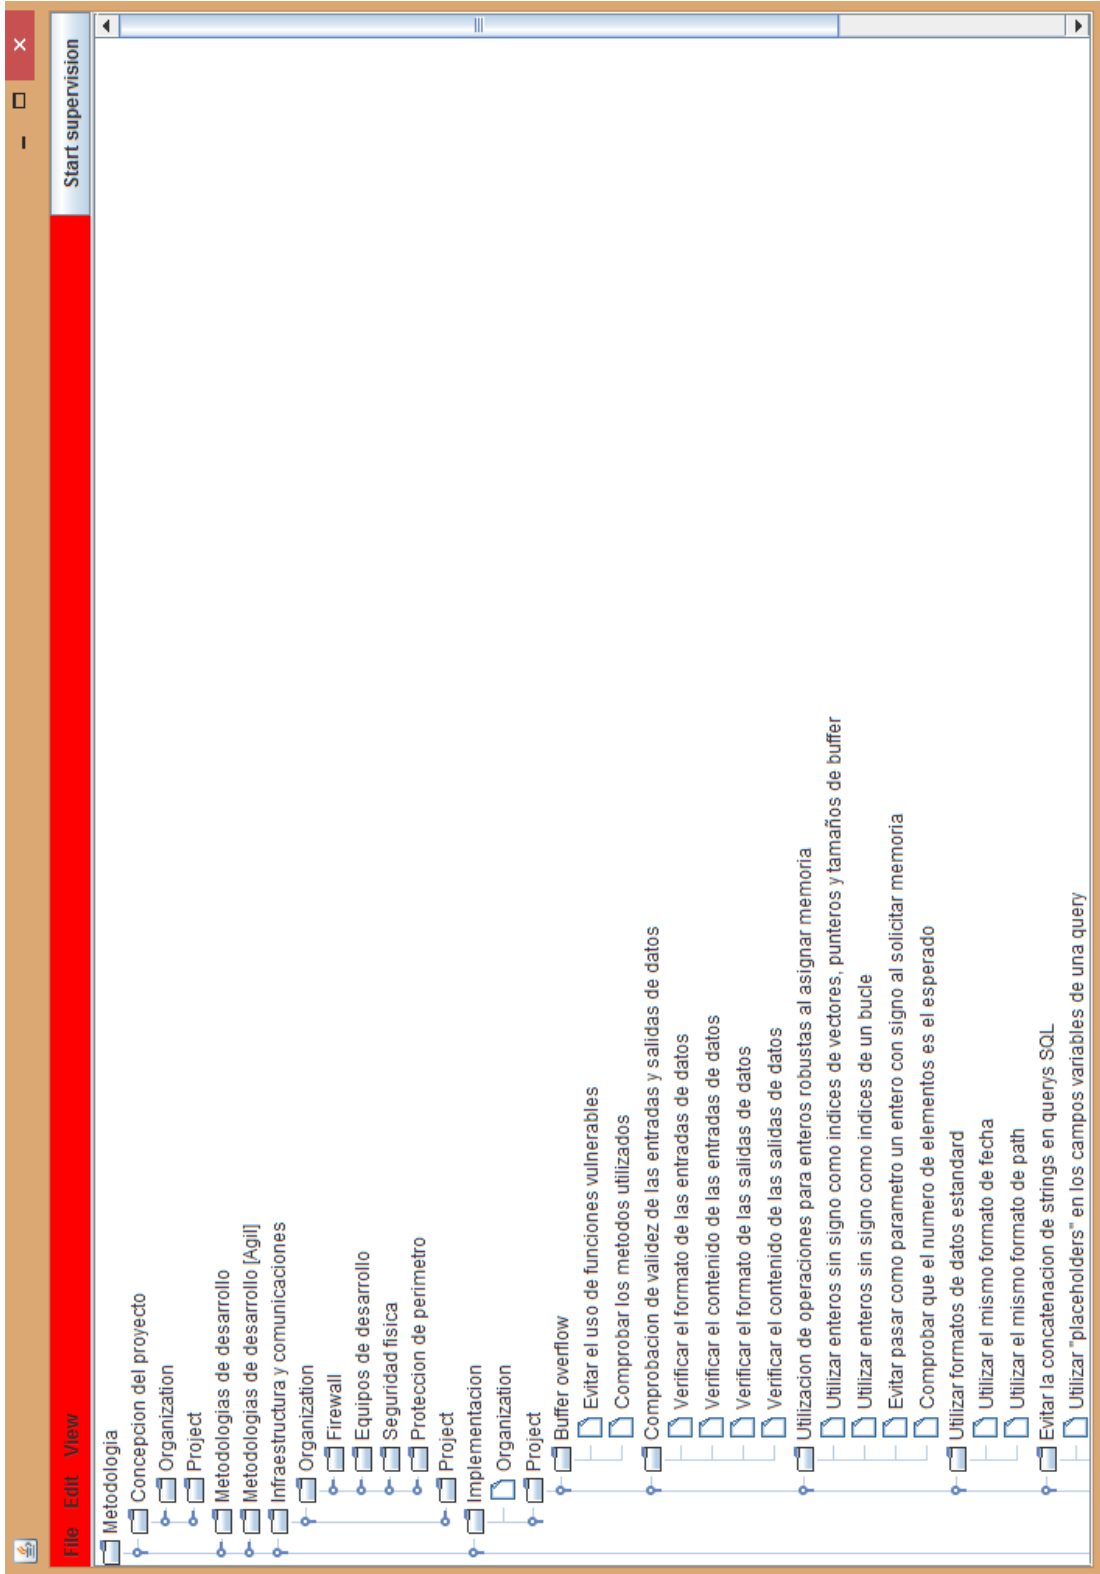 File Edit View
Start supervision
Metodologia
Concepcion del proyecto
Organization
Project
Metodologias de desarrollo
Metodologias de desarrollo [Agil]
Infraestructura y comunicaciones
Organization
Firewall
Equipos de desarrollo
Seguridad fisica
Proteccion de perimetro
Project
Implementacion
Organization
Project
Buffer overflow
Evitar el uso de funciones vulnerables
Comprobar los metodos utilizados
Comprobacion de validez de las entradas y salidas de datos
Verificar el formato de las entradas de datos
Verificar el contenido de las entradas de datos
Verificar el formato de las salidas de datos
Verificar el contenido de las salidas de datos
Utilizacion de operaciones para enteros robustas al asignar memoria
Utilizar enteros sin signo como indices de vectores, punteros y tamaños de buffer
Utilizar enteros sin signo como indices de un bucle
Evitar pasar como parametro un entero con signo al solicitar memoria
Comprobar que el numero de elementos es el esperado
Utilizar formatos de datos estandard
Utilizar el mismo formato de fecha
Utilizar el mismo formato de path
Evitar la concatenacion de strings en querys SQL
Utilizar "placeholders" en los campos variables de una query